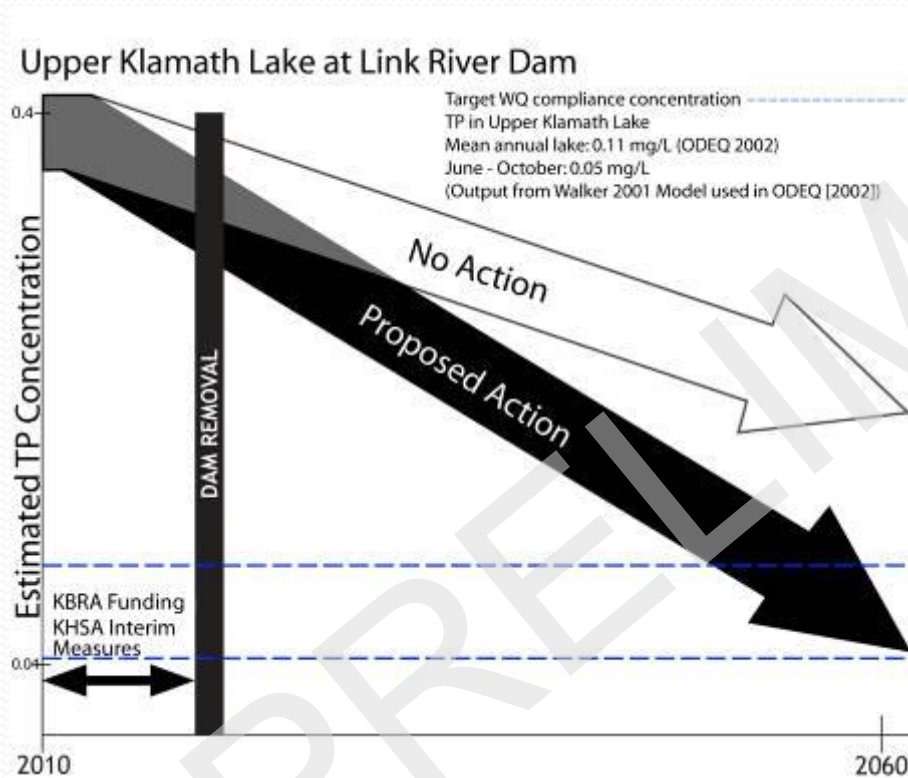 Upper Klamath Lake at Link River Dam
Target WQ compliance concentration
TP in Upper Klamath Lake
Mean annual lake: 0.11 mg/L (ODEQ 2002)
June - October: 0.05 mg/L
(Output from Walker 2001 Model used in ODEQ [2002])
0.4
Estimated TP Concentration
No Action
Proposed Action
DAM REMOVAL
KBRA Funding
KHSA Interim
Measures
0.04
2010
2060
PRELIM